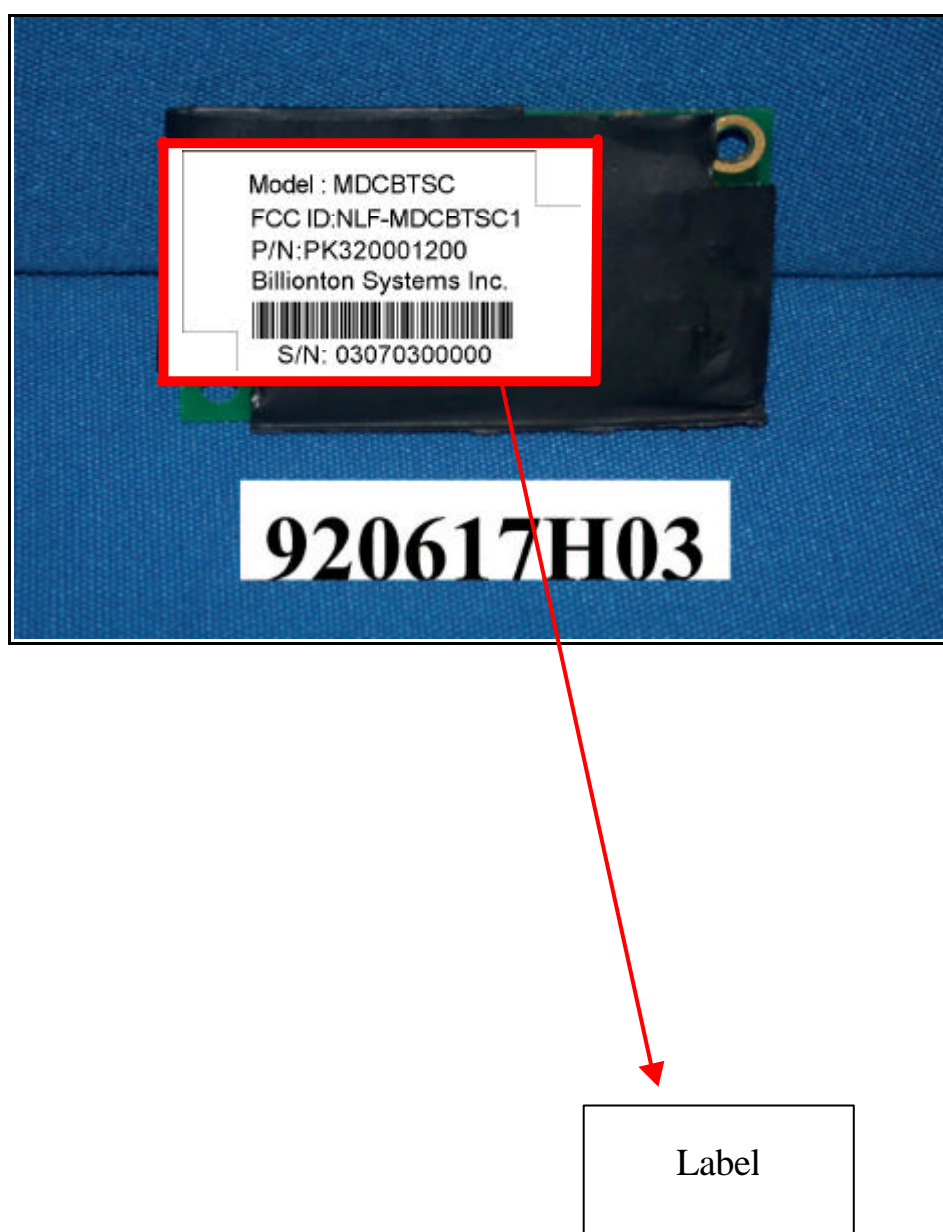 Model : MDCBTSC
FCC ID:NLF-MDCBTSC1
P/N:PK320001200
Billionton Systems Inc.
S/N: 03070300000
920617H03
Label